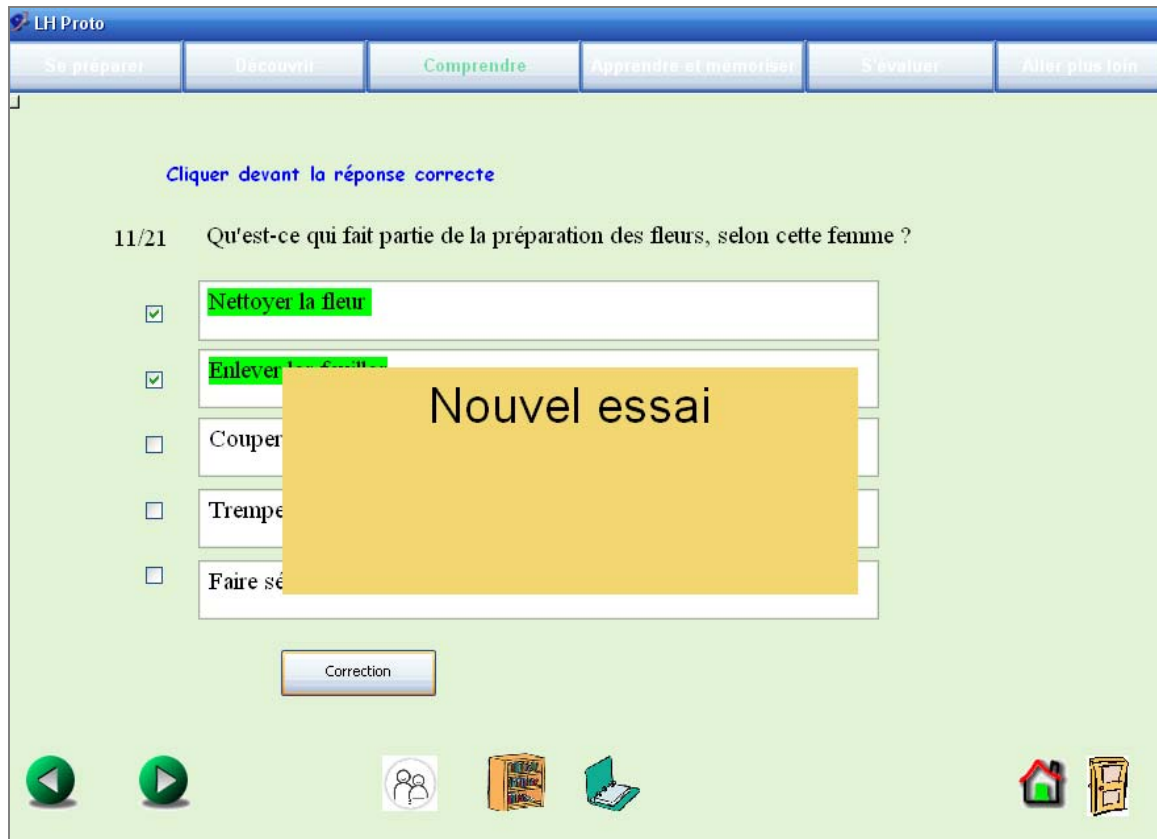 LH Proto
Se préparer Découvrir Comprendre Apprendre et mémoriser S'évaluer Aller plus loin
Cliquer devant la réponse correcte
11/21 Qu'est-ce qui fait partie de la préparation des fleurs, selon cette femme ?
Nettoyer la fleur
Enlever les feuilles
Nouvel essai
Couper
Trempe
Faire sé
Correction